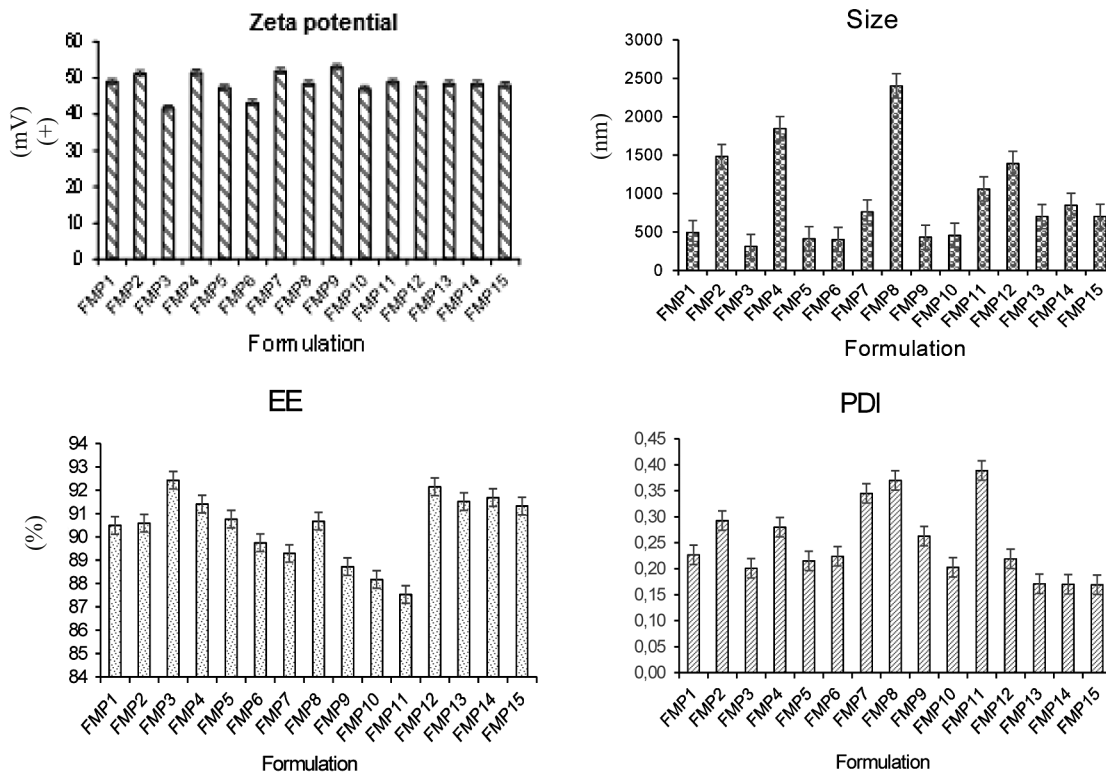 Zeta potential
60
50
40
30
20
10
0
(mV)
(+)
FMP1
FMP2
FMP3
FMP4
FMP5
FMP6
FMP7
FMP8
FMP9
FMP10
FMP11
FMP12
FMP13
FMP14
FMP15
Formulation
Size
3000
2500
2000
1500
1000
500
0
(nm)
FMP1
FMP2
FMP3
FMP4
FMP5
FMP6
FMP7
FMP8
FMP9
FMP10
FMP11
FMP12
FMP13
FMP14
FMP15
Formulation
EE
94
93
92
91
90
89
88
87
86
85
84
(%)
FMP1
FMP2
FMP3
FMP4
FMP5
FMP6
FMP7
FMP8
FMP9
FMP10
FMP11
FMP12
FMP13
FMP14
FMP15
Formulation
PDI
0,45
0,40
0,35
0,30
0,25
0,20
0,15
0,10
0,05
0,00
FMP1
FMP2
FMP3
FMP4
FMP5
FMP6
FMP7
FMP8
FMP9
FMP10
FMP11
FMP12
FMP13
FMP14
FMP15
Formulation